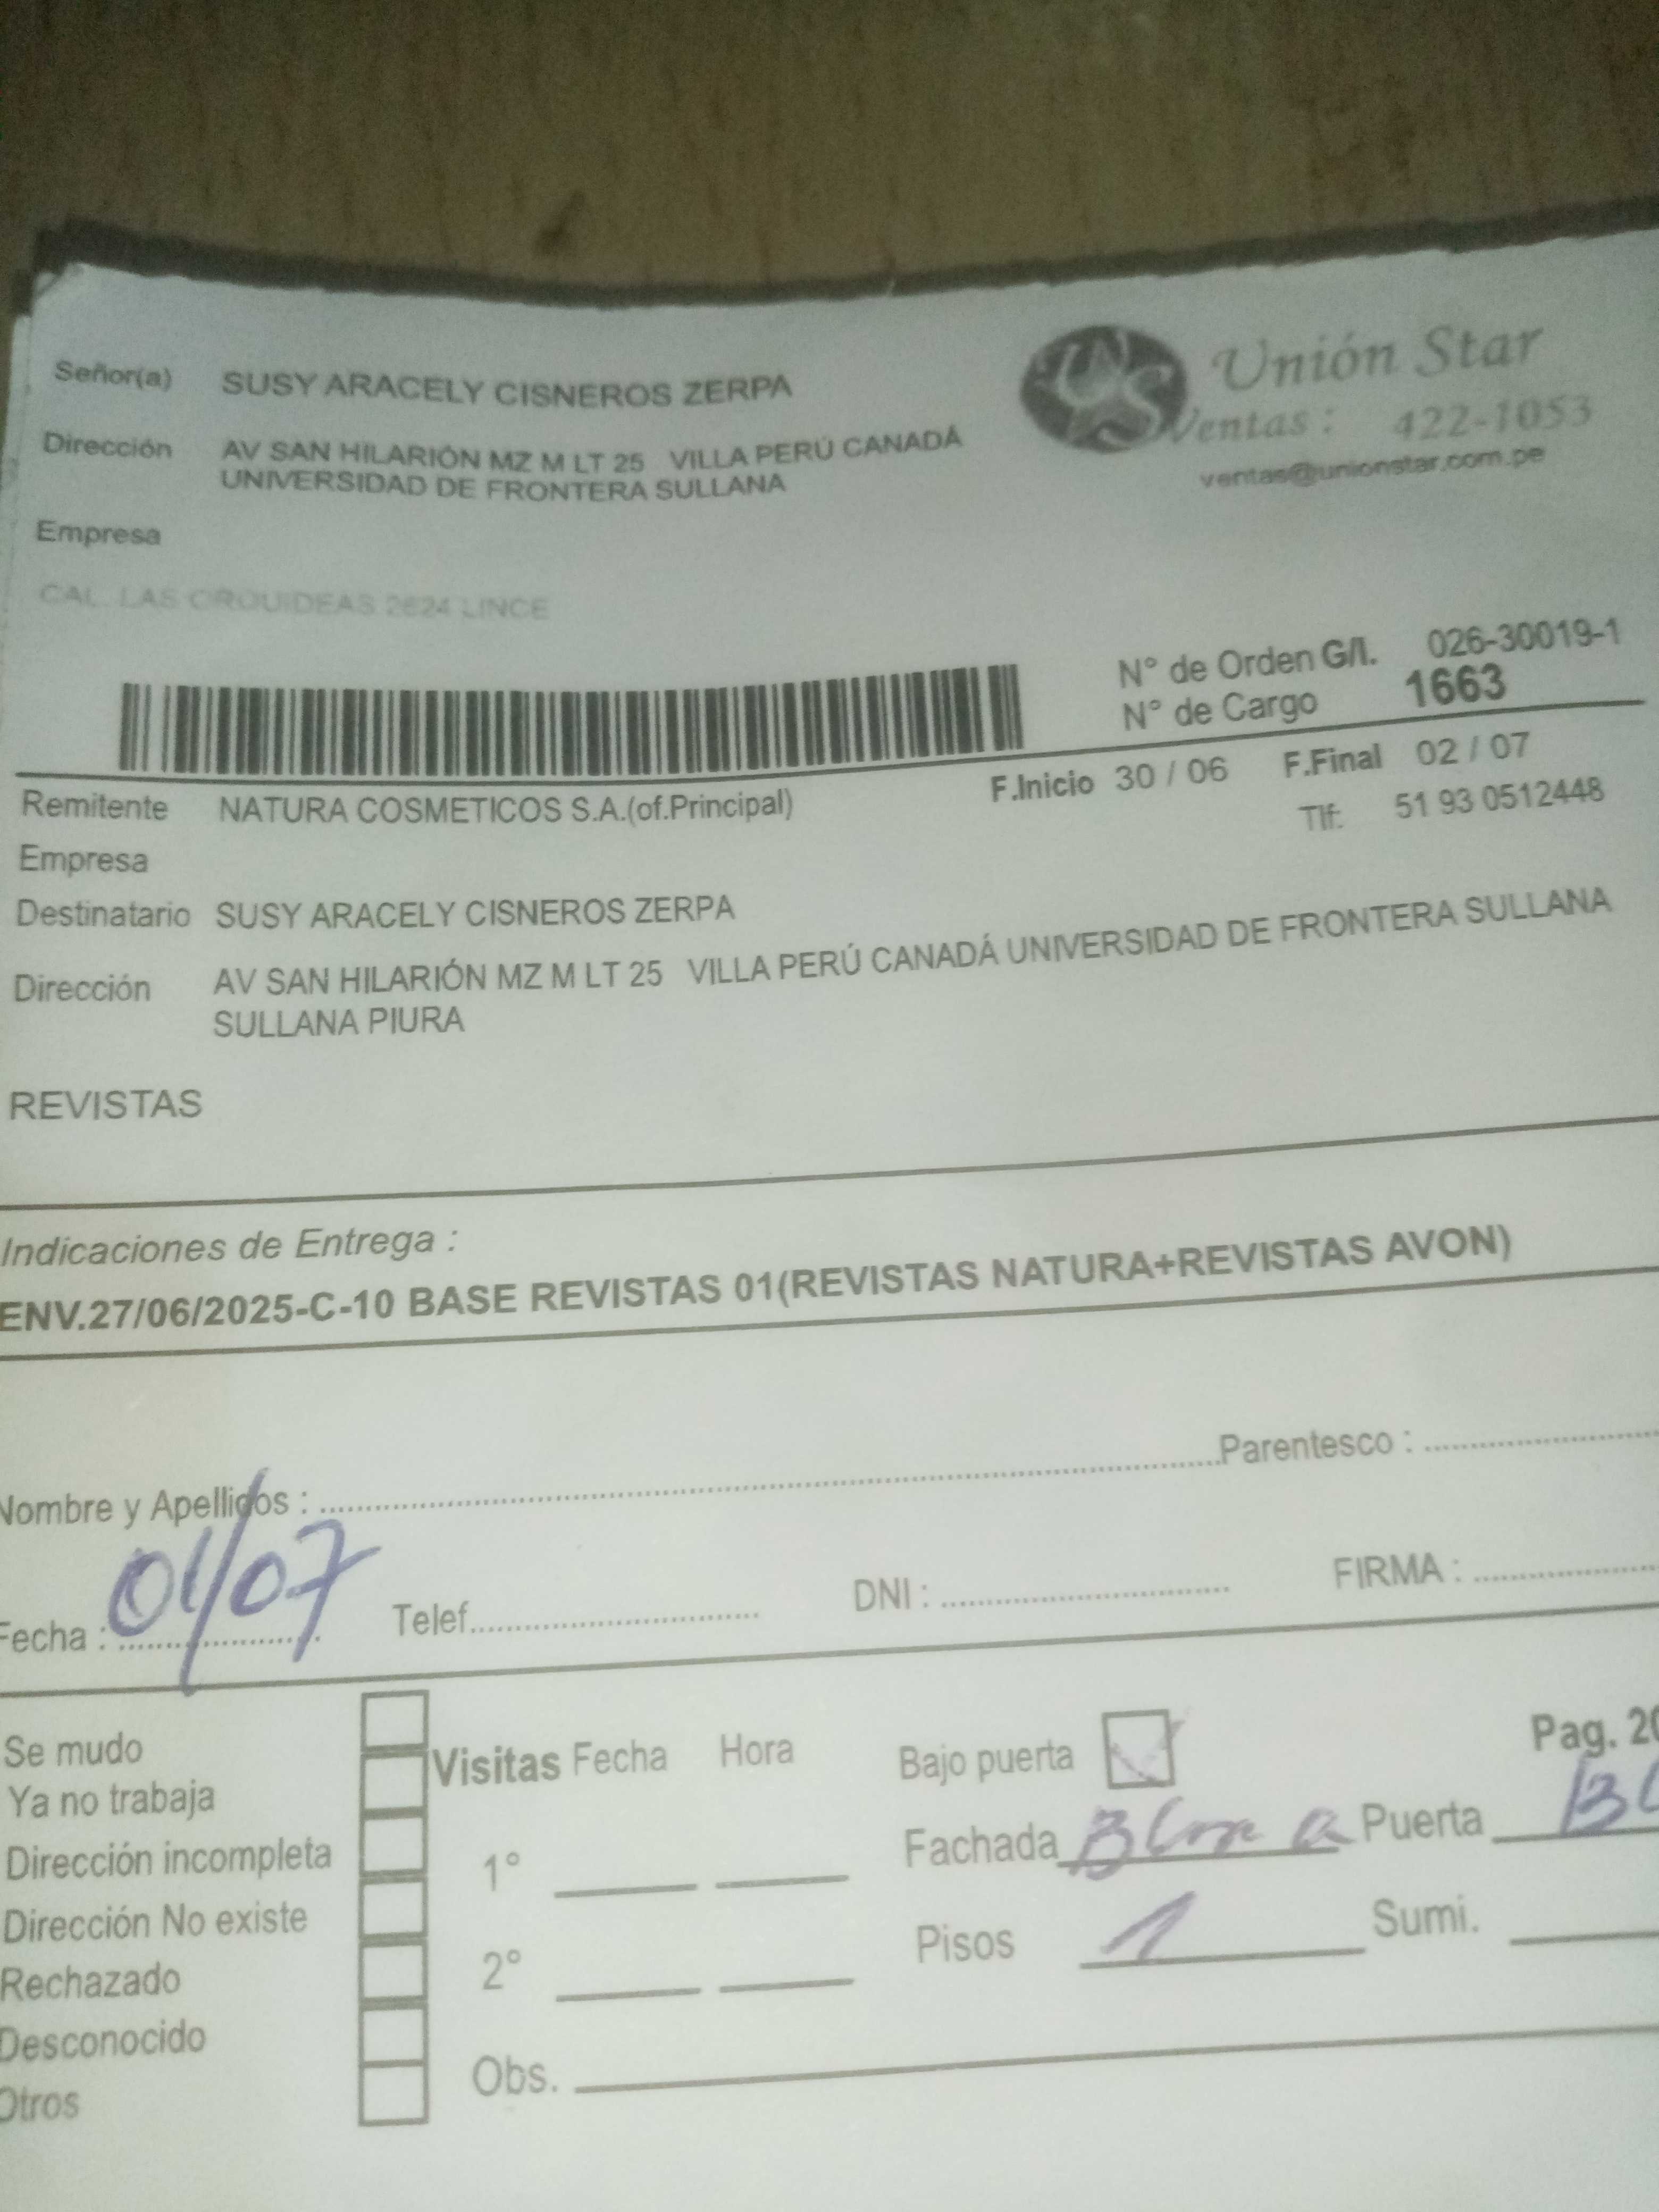 Señor(a) SUSY ARACELY CISNEROS ZERPA
Unión Star
Ventas : 422-1053
ventas@unionstar.com.pe
Dirección AV SAN HILARIÓN MZ M LT 25 VILLA PERÚ CANADÁ
UNIVERSIDAD DE FRONTERA SULLANA
Empresa
CAL. LAS ORQUIDEAS 2624 LINCE
N° de Orden G/I. 026-30019-1
N° de Cargo 1663
F.Inicio 30 / 06 F.Final 02 / 07
Remitente NATURA COSMETICOS S.A.(of.Principal)
Tlf: 51 93 0512448
Empresa
Destinatario SUSY ARACELY CISNEROS ZERPA
Dirección AV SAN HILARIÓN MZ M LT 25 VILLA PERÚ CANADÁ UNIVERSIDAD DE FRONTERA SULLANA
SULLANA PIURA
REVISTAS
Indicaciones de Entrega :
ENV.27/06/2025-C-10 BASE REVISTAS 01(REVISTAS NATURA+REVISTAS AVON)
Nombre y Apellidos : Parentesco :
Fecha : 01/07 Telef. DNI : FIRMA :
Se mudo
Ya no trabaja
Dirección incompleta
Dirección No existe
Rechazado
Desconocido
Otros
Visitas Fecha Hora
1°
2°
Obs.
Bajo puerta
Pag. 20
Fachada Puerta
Pisos 1 Sumi.